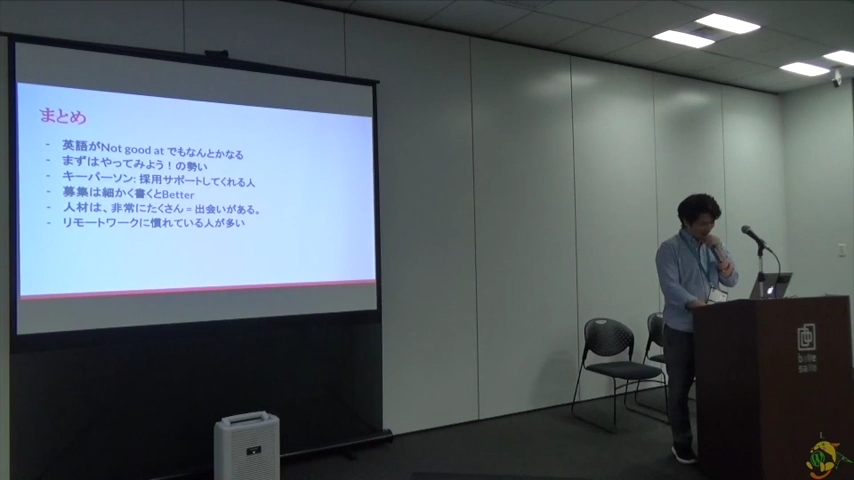 まとめ
- 英語がNot good at でもなんとかなる
- まずはやってみよう！の勢い
- キーパーソン: 採用サポートしてくれる人
- 募集は細かく書くとBetter
- 人材は、非常にたくさん = 出会いがある。
- リモートワークに慣れている人が多い
belle
salle